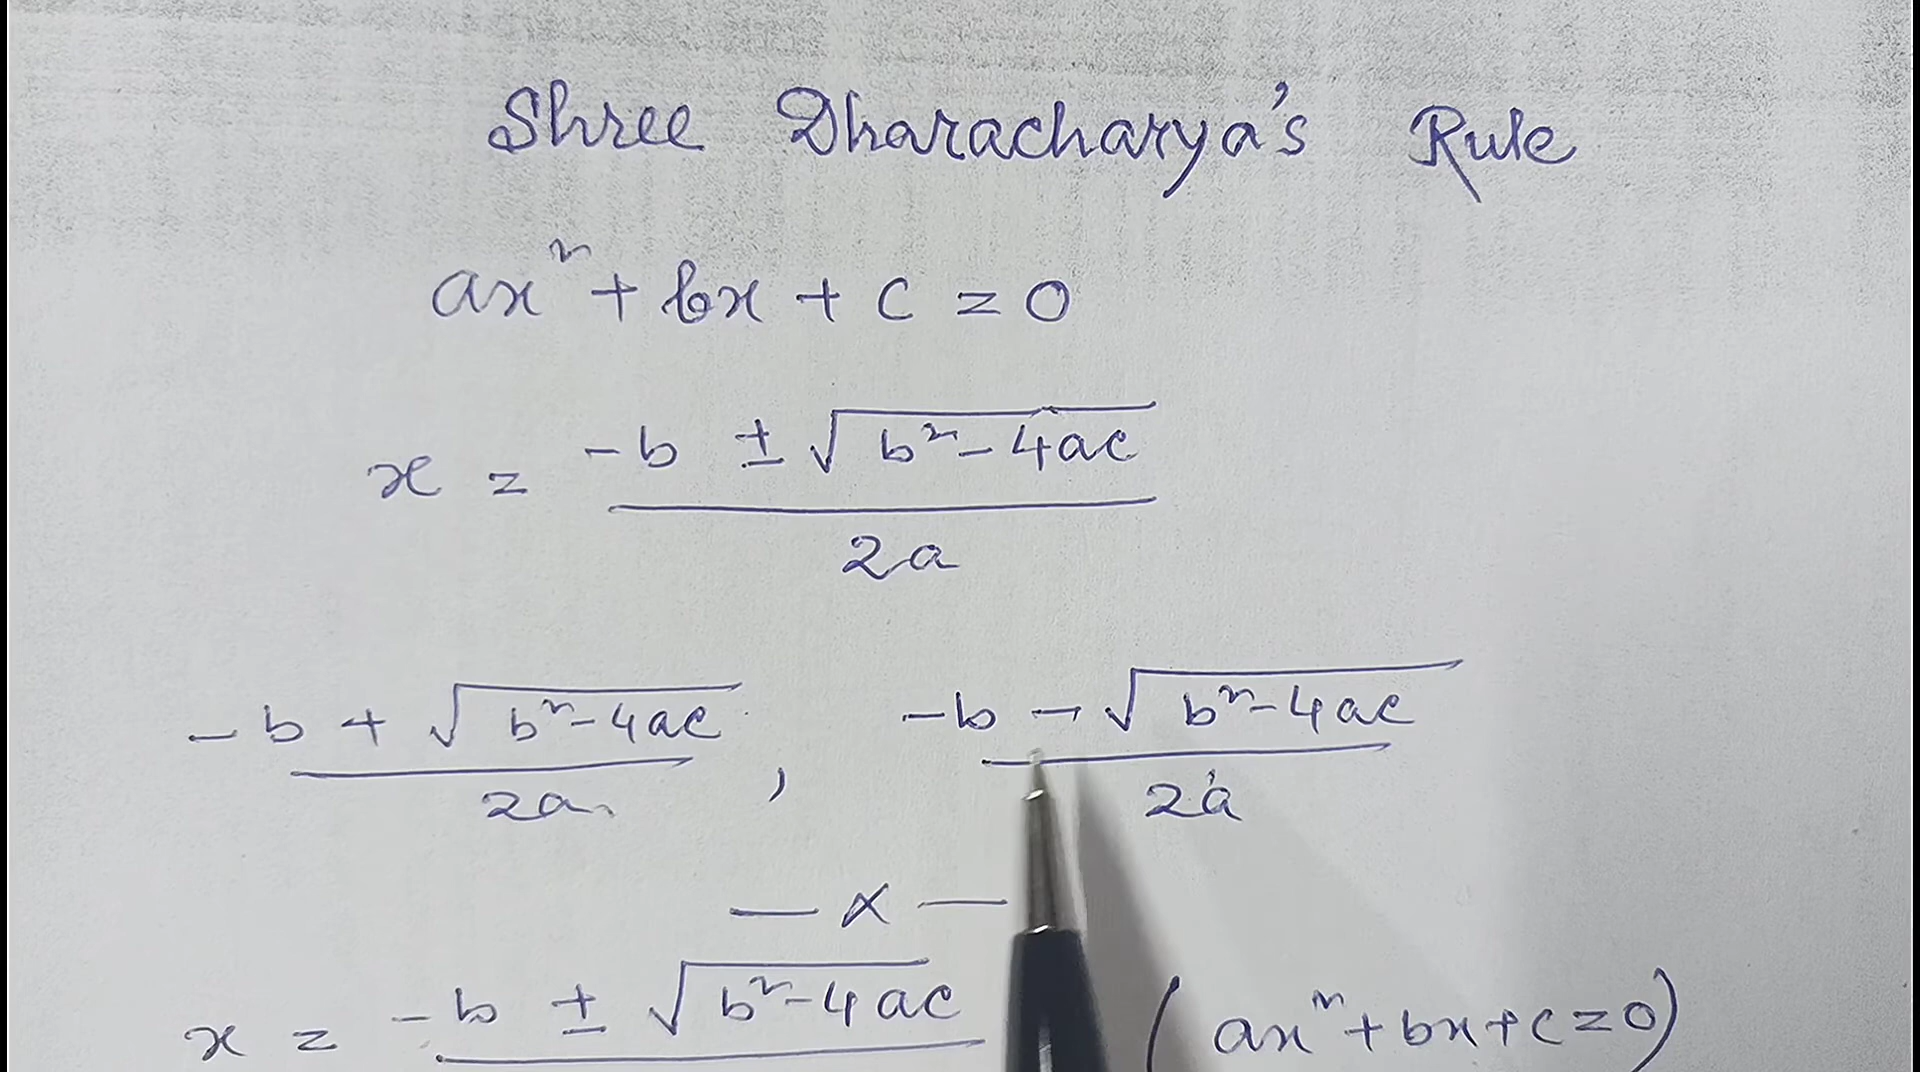 Shree Dharacharya's Rule
ax² + bx + c = 0
x = -b ± √b²-4ac
2a
-b + √b²-4ac , -b - √b²-4ac
2a 2a
— x —
x = -b ± √b²-4ac (ax²+bx+c=0)